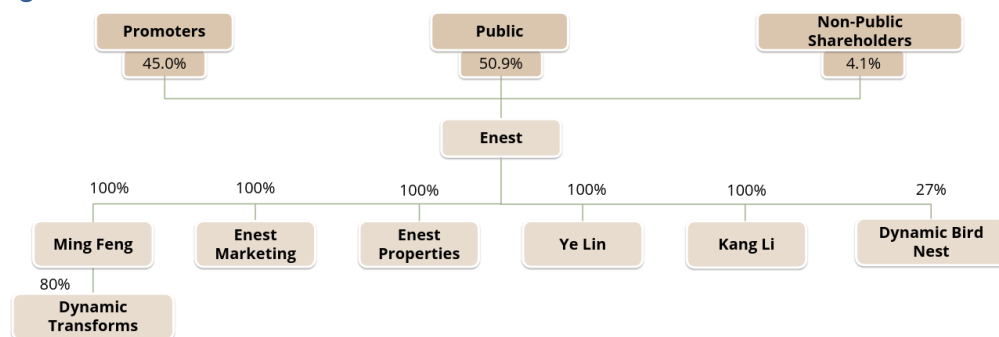 Promoters
Public
Non-Public
Shareholders
45.0%
50.9%
4.1%
Enest
100%
100%
100%
100%
100%
27%
Ming Feng
Enest
Marketing
Enest
Properties
Ye Lin
Kang Li
Dynamic Bird
Nest
80%
Dynamic
Transforms